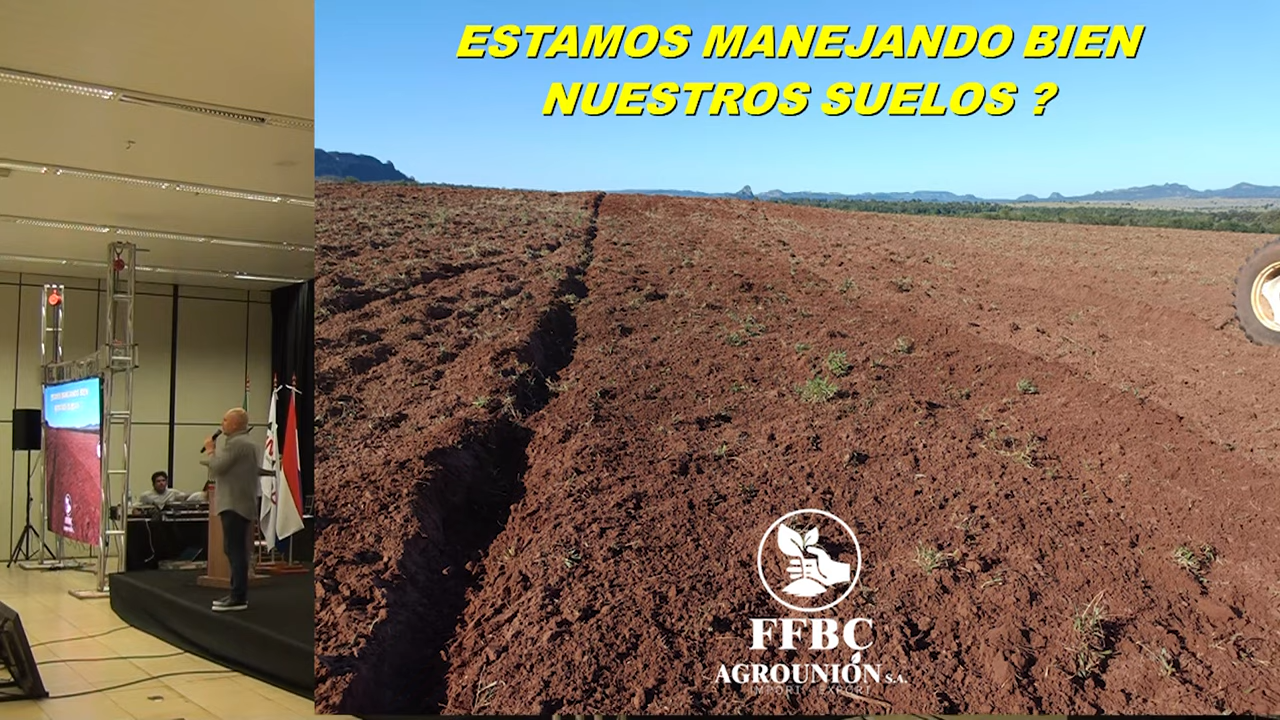 ESTAMOS MANEJANDO BIEN
NUESTROS SUELOS ?
FFBC
AGROUNIÓN S.A.
IMPORT EXPORT